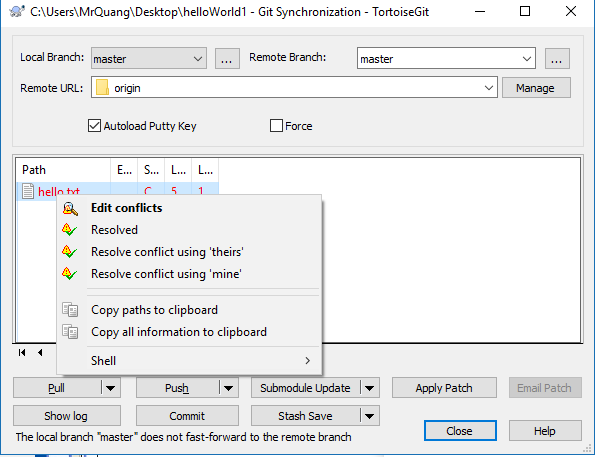 C:\Users\MrQuang\Desktop\helloWorld1 - Git Synchronization - TortoiseGit
Local Branch: master ... Remote Branch: master ...
Remote URL: origin Manage
Autoload Putty Key Force
Path E... S... L... L...
hello.txt C 5 1
Edit conflicts
Resolved
Resolve conflict using 'theirs'
Resolve conflict using 'mine'
Copy paths to clipboard
Copy all information to clipboard
Shell
Pull Push Submodule Update Apply Patch Email Patch
Show log Commit Stash Save
Close Help
The local branch "master" does not fast-forward to the remote branch